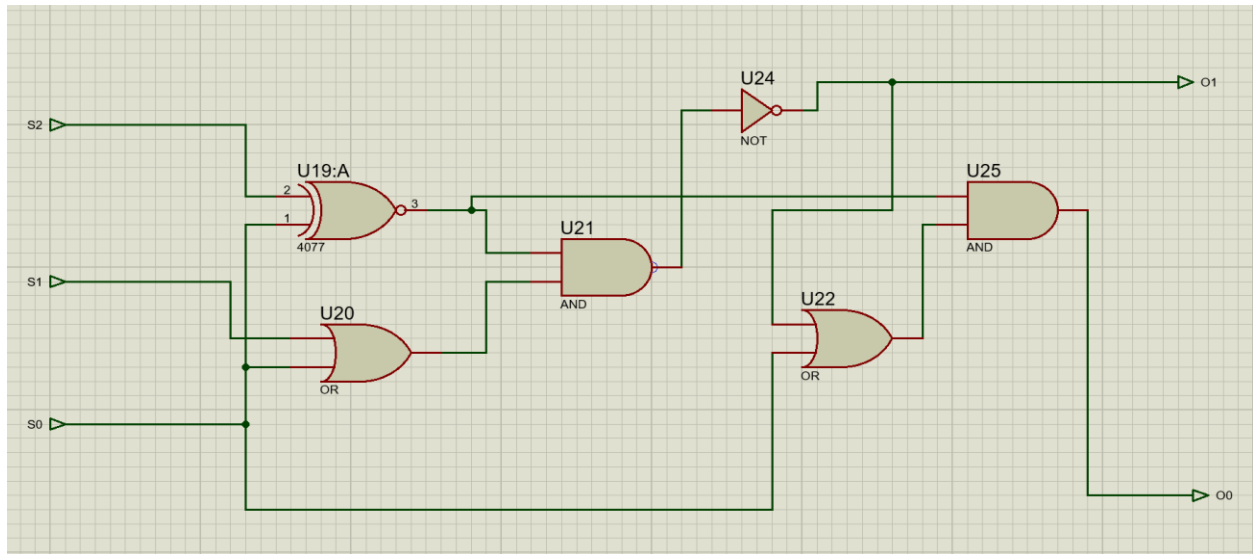 U24
O1
NOT
S2
U19:A
2
3
1
4077
U25
AND
U21
AND
S1
U20
OR
U22
OR
S0
O0